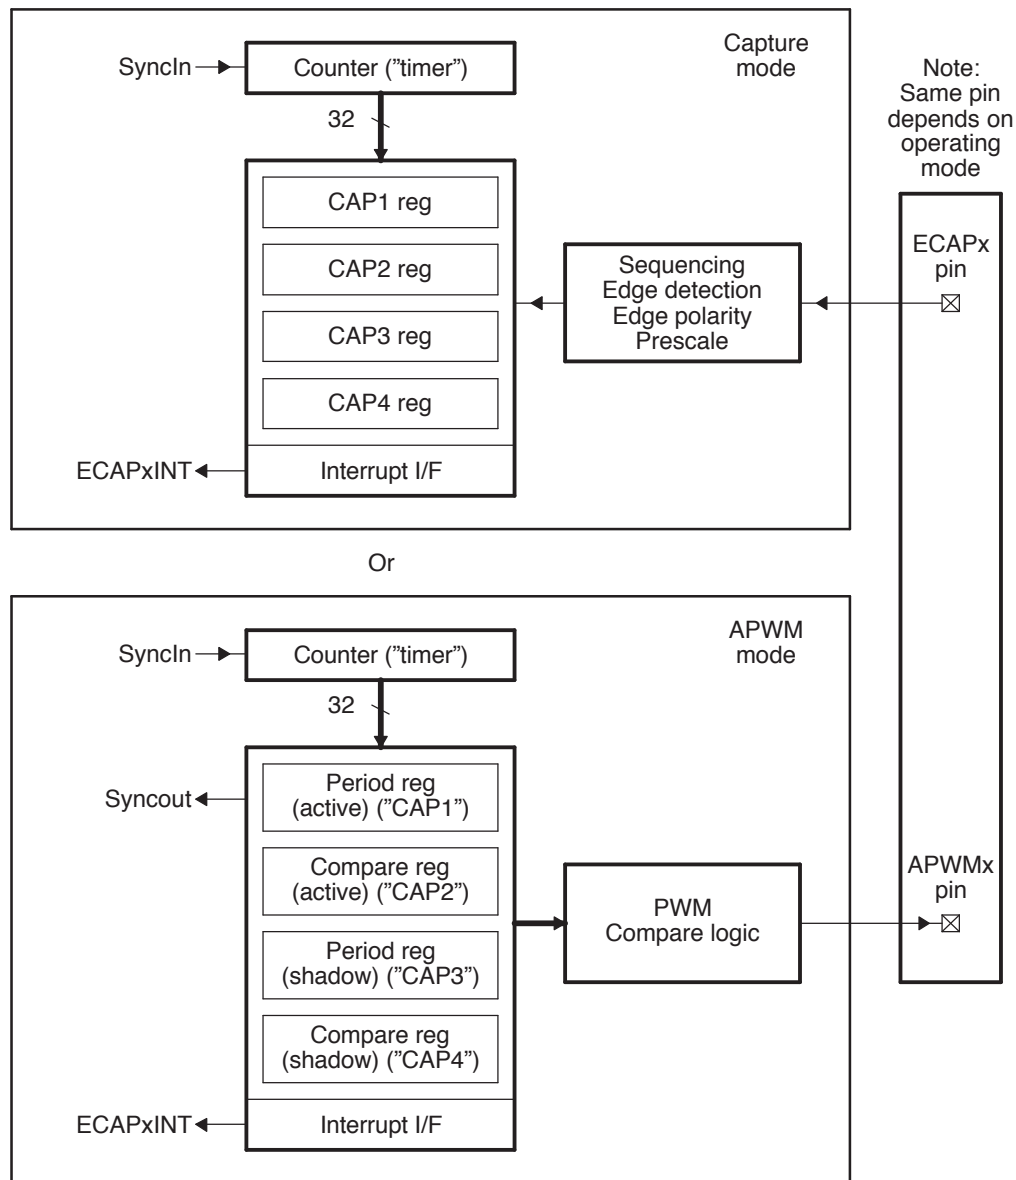 Capture
mode
SyncIn
Counter (”timer”)
32
CAP1 reg
CAP2 reg
CAP3 reg
CAP4 reg
Interrupt I/F
ECAPxINT
Sequencing
Edge detection
Edge polarity
Prescale
Note:
Same pin
depends on
operating
mode
ECAPx
pin
Or
APWM
mode
SyncIn
Counter (”timer”)
32
Syncout
Period reg
(active) (”CAP1”)
Compare reg
(active) (”CAP2”)
Period reg
(shadow) (”CAP3”)
Compare reg
(shadow) (”CAP4”)
Interrupt I/F
ECAPxINT
PWM
Compare logic
APWMx
pin